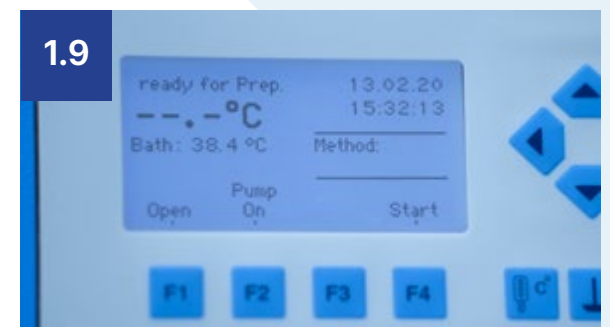 1.9
ready for Prep.
13.02.20
--.-°C
15:32:13
Bath: 38.4 °C
Method:
Pump
Open On Start
F1 F2 F3 F4
C°